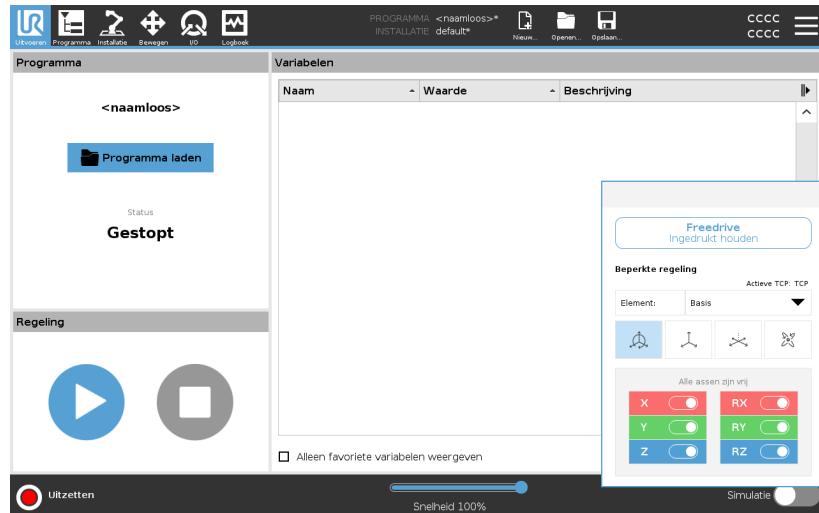 UR
Uitvoeren Programma Installatie Bewegen I/O Logboek
PROGRAMMA <naamloos>*
INSTALLATIE default*
Nieuw... Openen... Opslaan...
cccc
cccc
Programma
<naamloos>
Programma laden
Status
Gestopt
Regeling
Variabelen
Naam Waarde Beschrijving
Alleen favoriete variabelen weergeven
Freedrive
Ingedrukt houden
Beperkte regeling
Actieve TCP: TCP
Element: Basis
Alle assen zijn vrij
X RX
Y RY
Z RZ
Uitzetten
Snelheid 100%
Simulatie